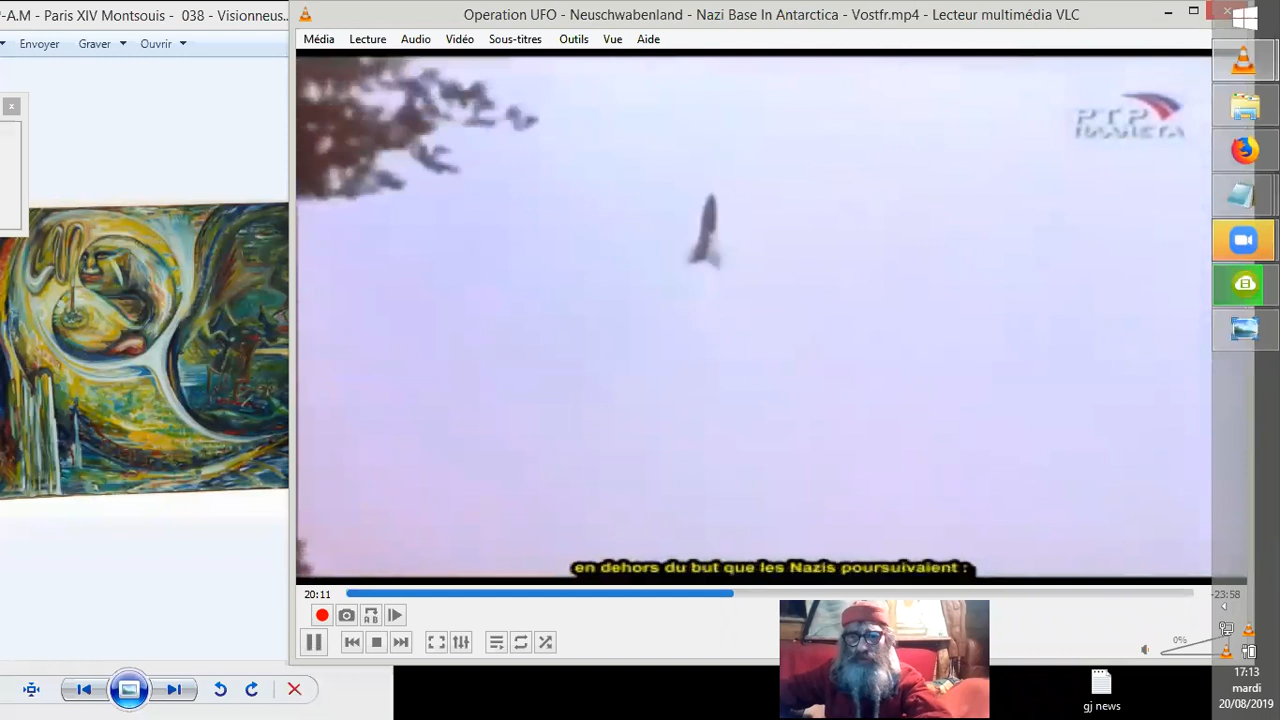 P-A.M - Paris XIV Montsouis - 038 - Visionneus...
Envoyer Graver Ouvrir
x
Operation UFO - Neuschwabenland - Nazi Base In Antarctica - Vostfr.mp4 - Lecteur multimédia VLC
Média Lecture Audio Vidéo Sous-titres Outils Vue Aide
РТР
ПЛАНЕТА
en dehors du but que les Nazis poursuivaient :
20:11
-23:58
A B
0%
gj news
17:13
mardi
20/08/2019